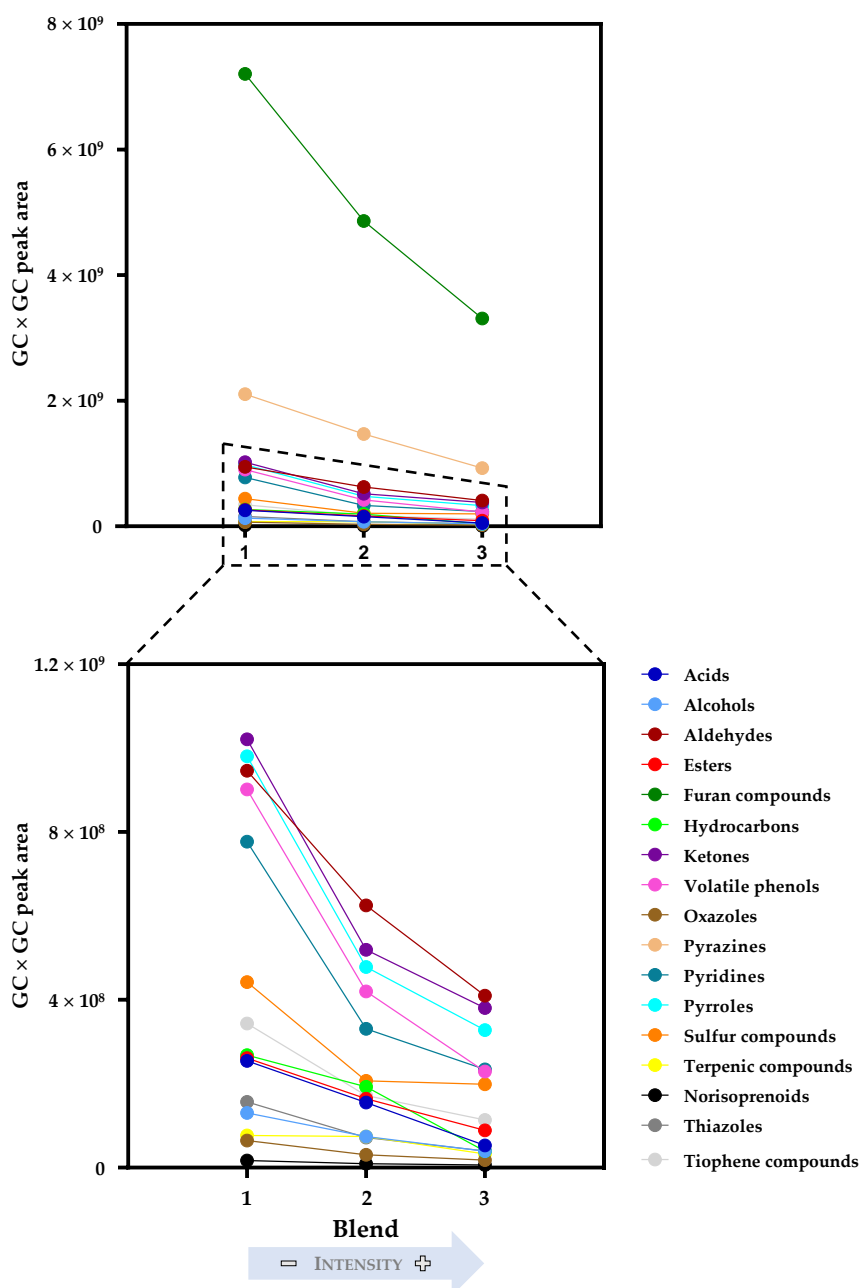 8 × 10⁹
6 × 10⁹
4 × 10⁹
2 × 10⁹
0
GC × GC peak area
1 2 3
1.2 × 10⁹
8 × 10⁸
4 × 10⁸
0
GC × GC peak area
1 2 3
Blend
INTENSITY
Acids
Alcohols
Aldehydes
Esters
Furan compounds
Hydrocarbons
Ketones
Volatile phenols
Oxazoles
Pyrazines
Pyridines
Pyrroles
Sulfur compounds
Terpenic compounds
Norisoprenoids
Thiazoles
Tiophene compounds